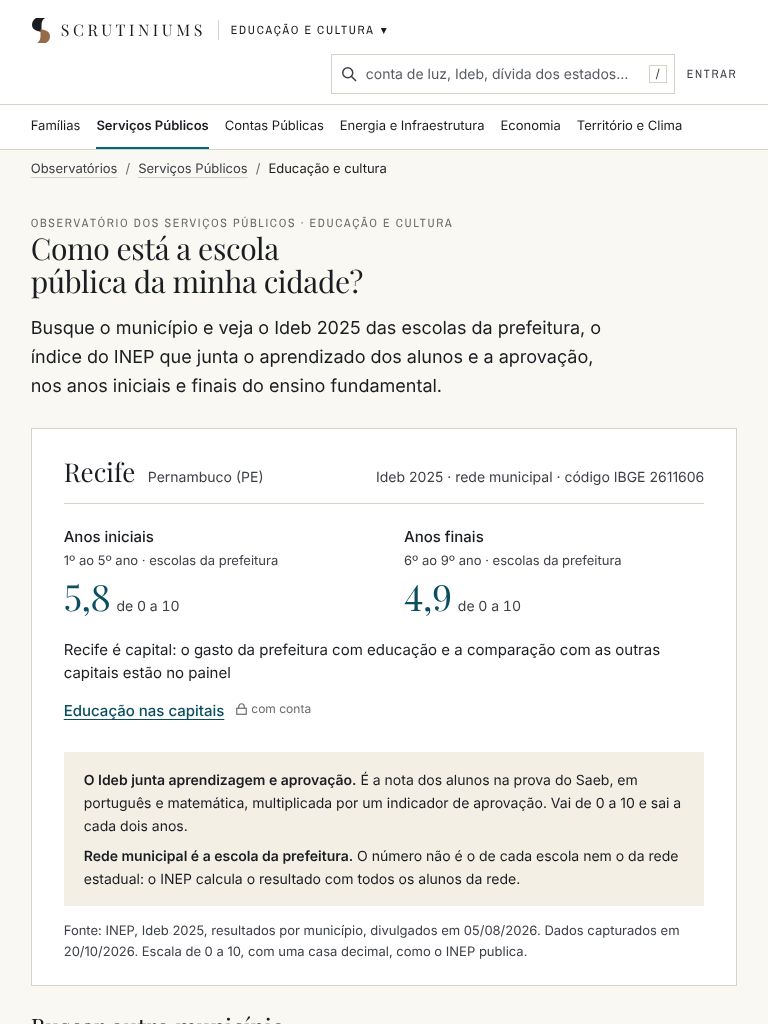 SCRUTINIUMS
EDUCAÇÃO E CULTURA ▼
conta de luz, Ideb, dívida dos estados…
/
ENTRAR
Famílias Serviços Públicos Contas Públicas Energia e Infraestrutura Economia Território e Clima
Observatórios / Serviços Públicos / Educação e cultura
OBSERVATÓRIO DOS SERVIÇOS PÚBLICOS · EDUCAÇÃO E CULTURA
Como está a escola
pública da minha cidade?
Busque o município e veja o Ideb 2025 das escolas da prefeitura, o
índice do INEP que junta o aprendizado dos alunos e a aprovação,
nos anos iniciais e finais do ensino fundamental.
Recife Pernambuco (PE) Ideb 2025 · rede municipal · código IBGE 2611606
Anos iniciais
1º ao 5º ano · escolas da prefeitura
5,8 de 0 a 10
Anos finais
6º ao 9º ano · escolas da prefeitura
4,9 de 0 a 10
Recife é capital: o gasto da prefeitura com educação e a comparação com as outras
capitais estão no painel
Educação nas capitais com conta
O Ideb junta aprendizagem e aprovação. É a nota dos alunos na prova do Saeb, em
português e matemática, multiplicada por um indicador de aprovação. Vai de 0 a 10 e sai a
cada dois anos.
Rede municipal é a escola da prefeitura. O número não é o de cada escola nem o da rede
estadual: o INEP calcula o resultado com todos os alunos da rede.
Fonte: INEP, Ideb 2025, resultados por município, divulgados em 05/08/2026. Dados capturados em
20/10/2026. Escala de 0 a 10, com uma casa decimal, como o INEP publica.
Buscar outro município